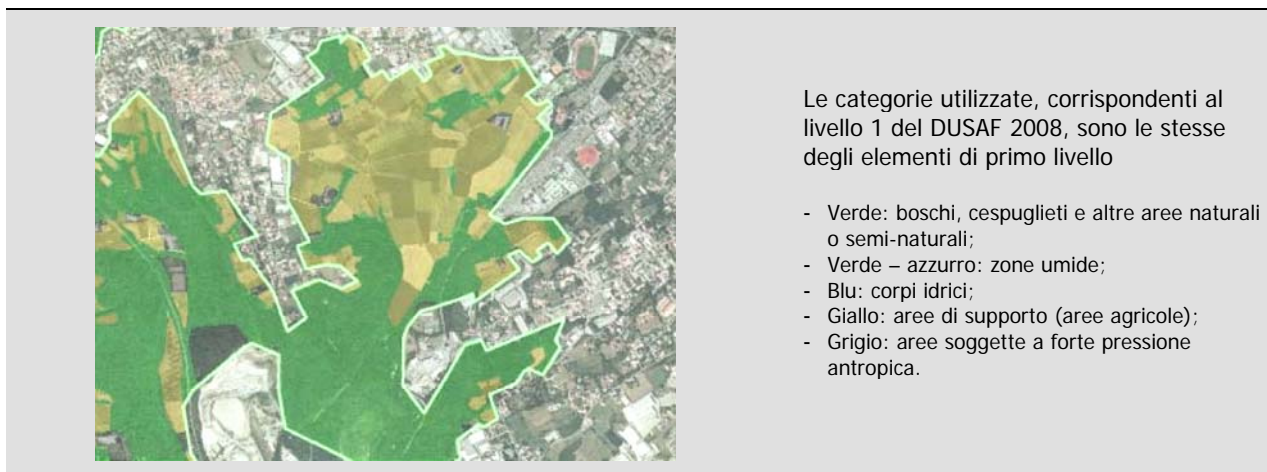 Le categorie utilizzate, corrispondenti al
livello 1 del DUSAF 2008, sono le stesse
degli elementi di primo livello
- Verde: boschi, cespuglieti e altre aree naturali
o semi-naturali;
- Verde – azzurro: zone umide;
- Blu: corpi idrici;
- Giallo: aree di supporto (aree agricole);
- Grigio: aree soggette a forte pressione
antropica.